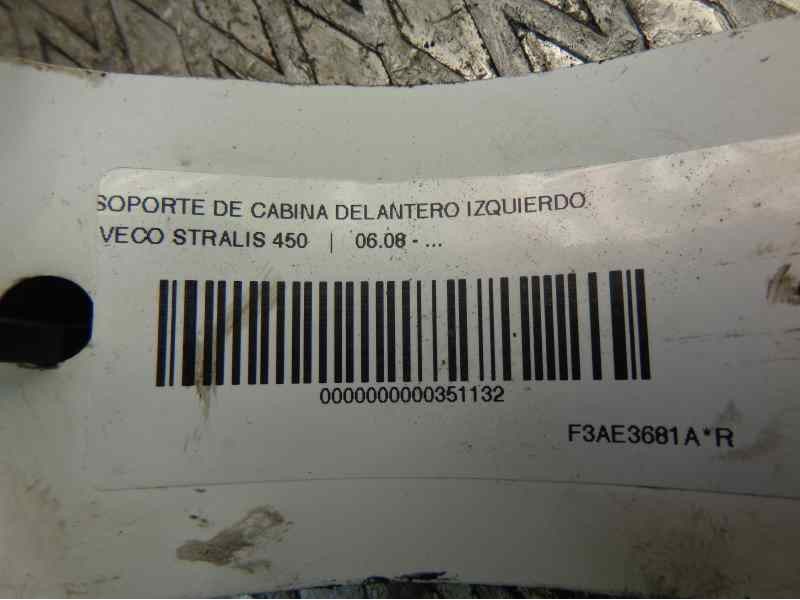 SOPORTE DE CABINA DELANTERO IZQUIERDO
VECO STRALIS 450 | 06.08 - ...
0000000000351132
F3AE3681A*R